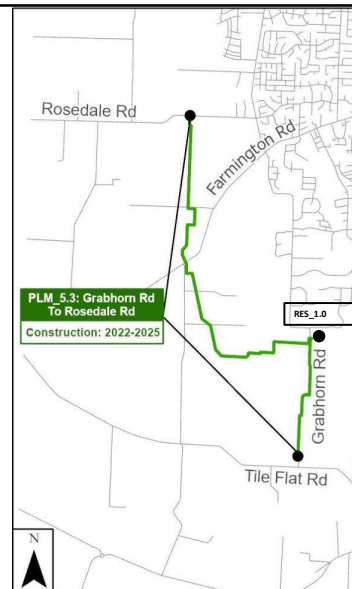 Rosedale Rd
Farmington Rd
PLM_5.3: Grabhorn Rd
To Rosedale Rd
Construction: 2022-2025
RES_1.0
Grabhorn Rd
Tile Flat Rd
N